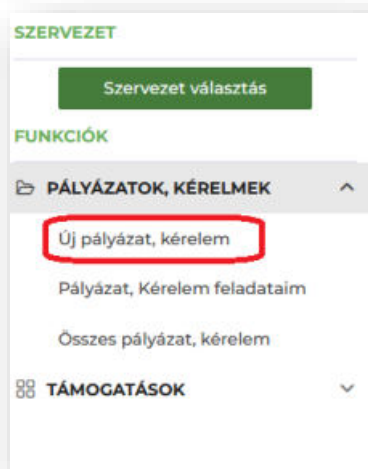 SZERVEZET
Szervezet választás
FUNKCIÓK
PÁLYÁZATOK, KÉRELMEK
Új pályázat, kérelem
Pályázat, Kérelem feladataim
Összes pályázat, kérelem
TÁMOGATÁSOK